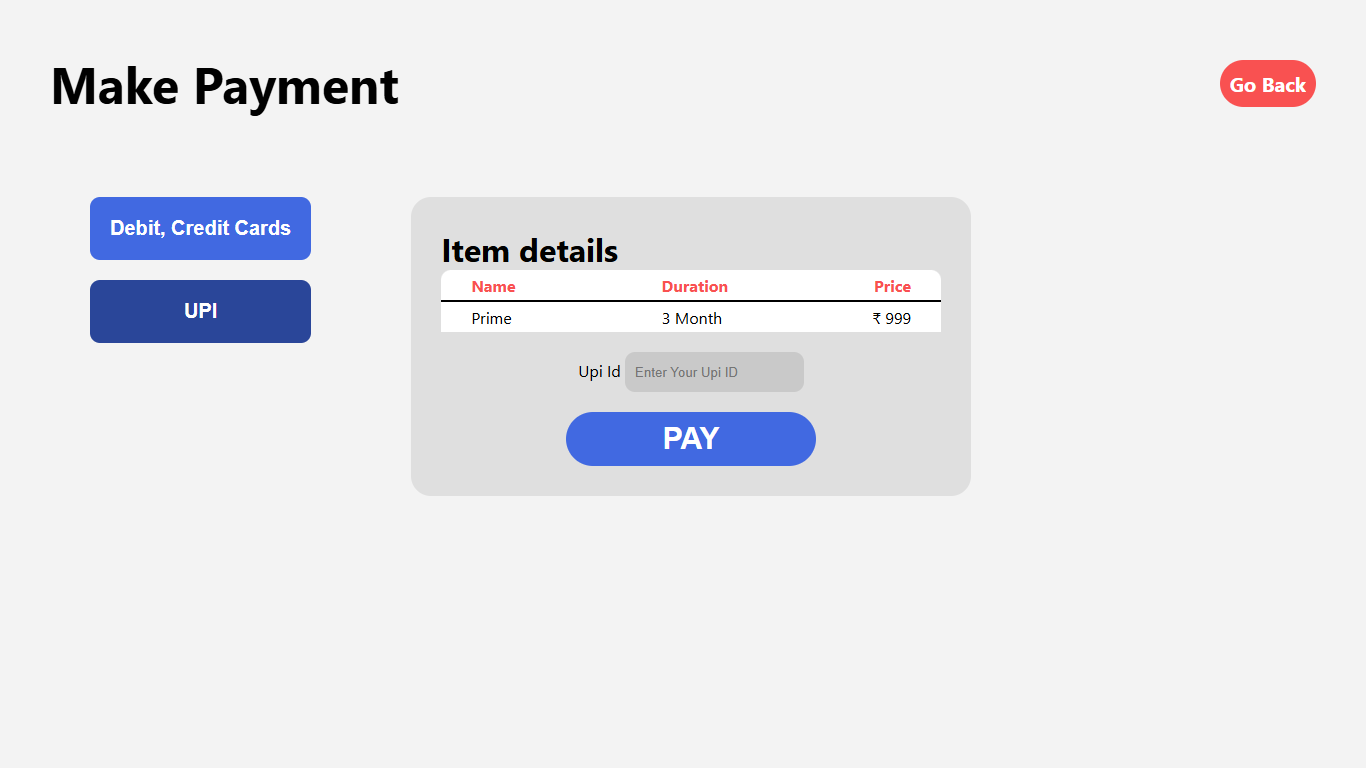 Make Payment
Go Back
Debit, Credit Cards
UPI
Item details
Name Duration Price
Prime 3 Month ₹ 999
Upi Id Enter Your Upi ID
PAY